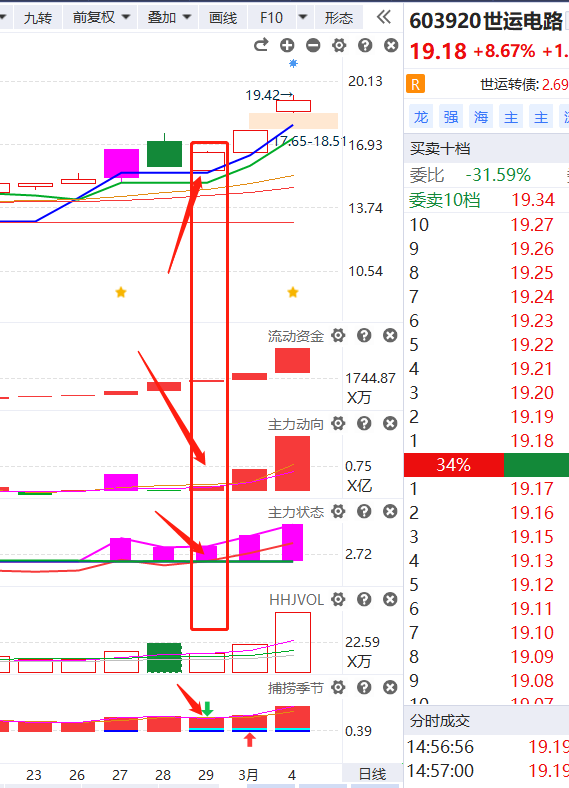 九转 前复权 叠加 画线 F10 形态
19.42→
20.13
17.65-18.51
16.93
13.74
10.54
流动资金
1744.87
X万
主力动向
0.75
X亿
主力状态
2.72
HHJVOL
22.59
X万
捕捞季节
0.39
23 26 27 28 29 3月 4 日线
603920世运电路
19.18 +8.67% +1.
R 世运转债:2.69
龙 强 海 主 主
买卖十档
委比 -31.59%
委卖10档 19.34
10 19.27
9 19.26
8 19.25
7 19.24
6 19.23
5 19.22
4 19.21
3 19.20
2 19.19
1 19.18
34%
1 19.17
2 19.16
3 19.15
4 19.13
5 19.12
6 19.11
7 19.10
8 19.09
9 19.08
10 19.07
分时成交
14:56:56 19.19
14:57:00 19.19